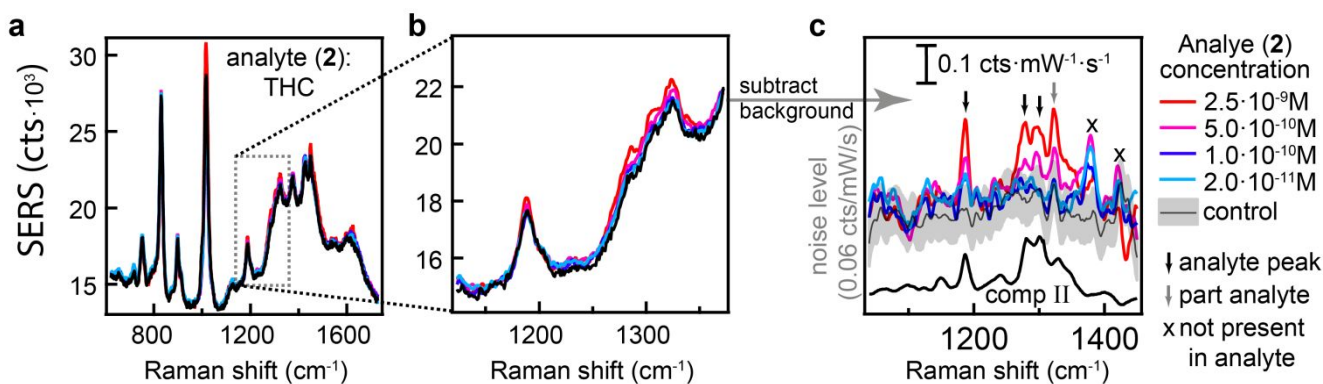 a
analyte (2):
THC
SERS (cts·10³)
30
25
20
15
800
1200
1600
Raman shift (cm⁻¹)
b
22
20
18
16
1200
1300
Raman shift (cm⁻¹)
subtract
background
c
0.1 cts·mW⁻¹·s⁻¹
noise level
(0.06 cts/mW/s)
x
x
comp II
1200
1400
Raman shift (cm⁻¹)
Analye (2)
concentration
2.5·10⁻⁹M
5.0·10⁻¹⁰M
1.0·10⁻¹⁰M
2.0·10⁻¹¹M
control
analyte peak
part analyte
x not present
in analyte